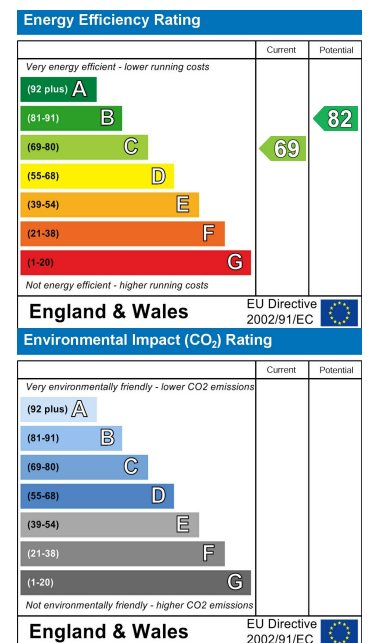 Energy Efficiency Rating
Current Potential
Very energy efficient - lower running costs
(92 plus) A
(81-91) B
82
(69-80) C
69
(55-68) D
(39-54) E
(21-38) F
(1-20) G
Not energy efficient - higher running costs
England & Wales
EU Directive
2002/91/EC
Environmental Impact (CO₂) Rating
Current Potential
Very environmentally friendly - lower CO2 emissions
(92 plus) A
(81-91) B
(69-80) C
(55-68) D
(39-54) E
(21-38) F
(1-20) G
Not environmentally friendly - higher CO2 emissions
England & Wales
EU Directive
2002/91/EC